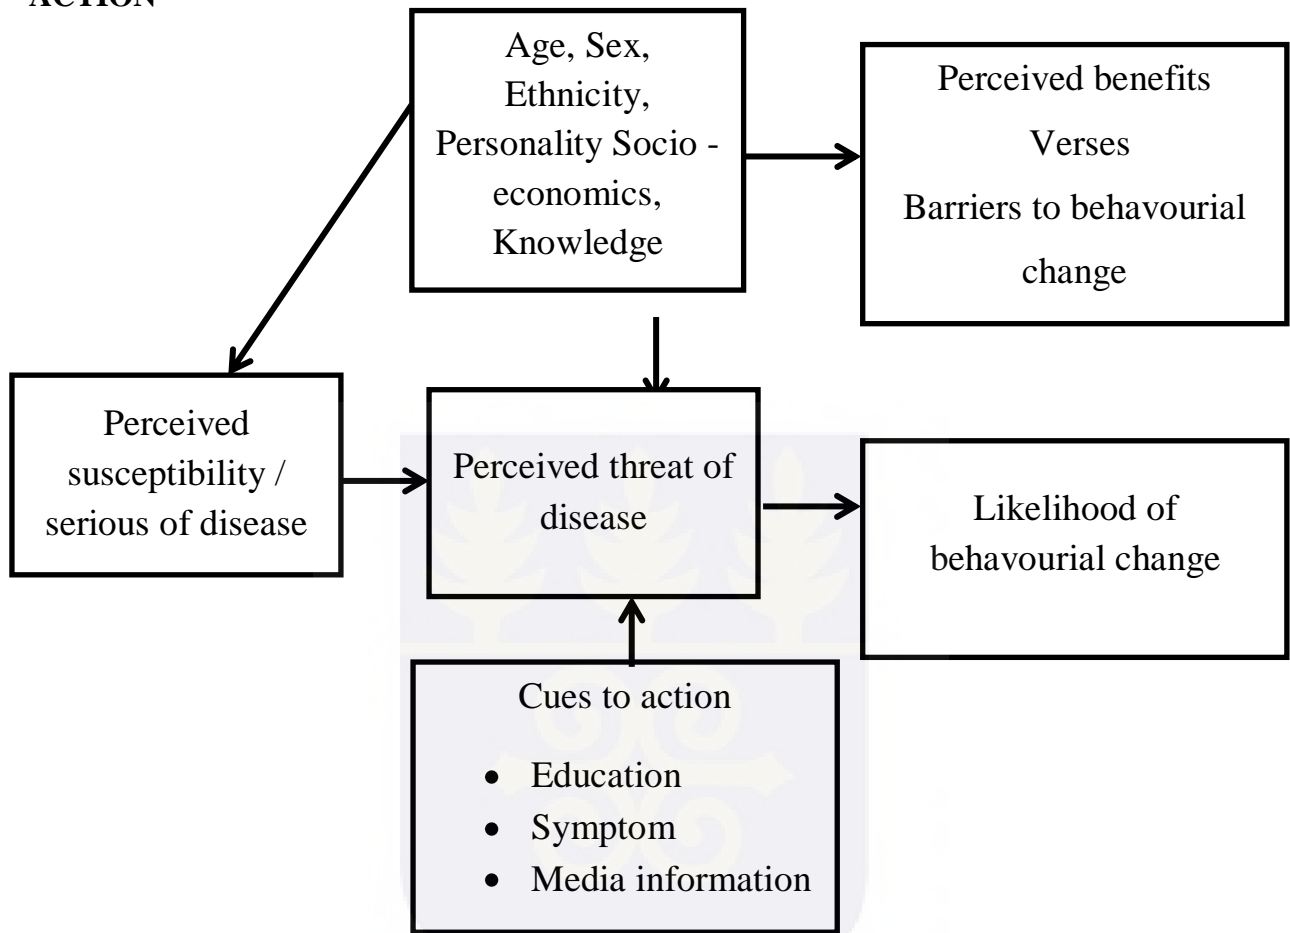 ACTION
Age, Sex,
Ethnicity,
Personality Socio -
economics,
Knowledge
Perceived benefits
Verses
Barriers to behavourial
change
Perceived
susceptibility /
serious of disease
Perceived threat of
disease
Likelihood of
behavourial change
Cues to action
• Education
• Symptom
• Media information